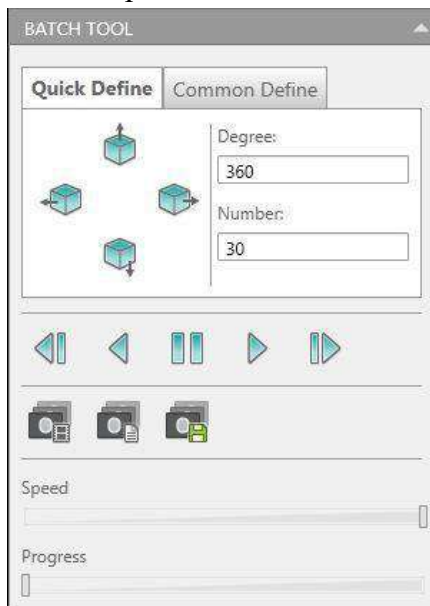 BATCH TOOL
Quick Define
Common Define
Degree:
360
Number:
30
Speed
Progress